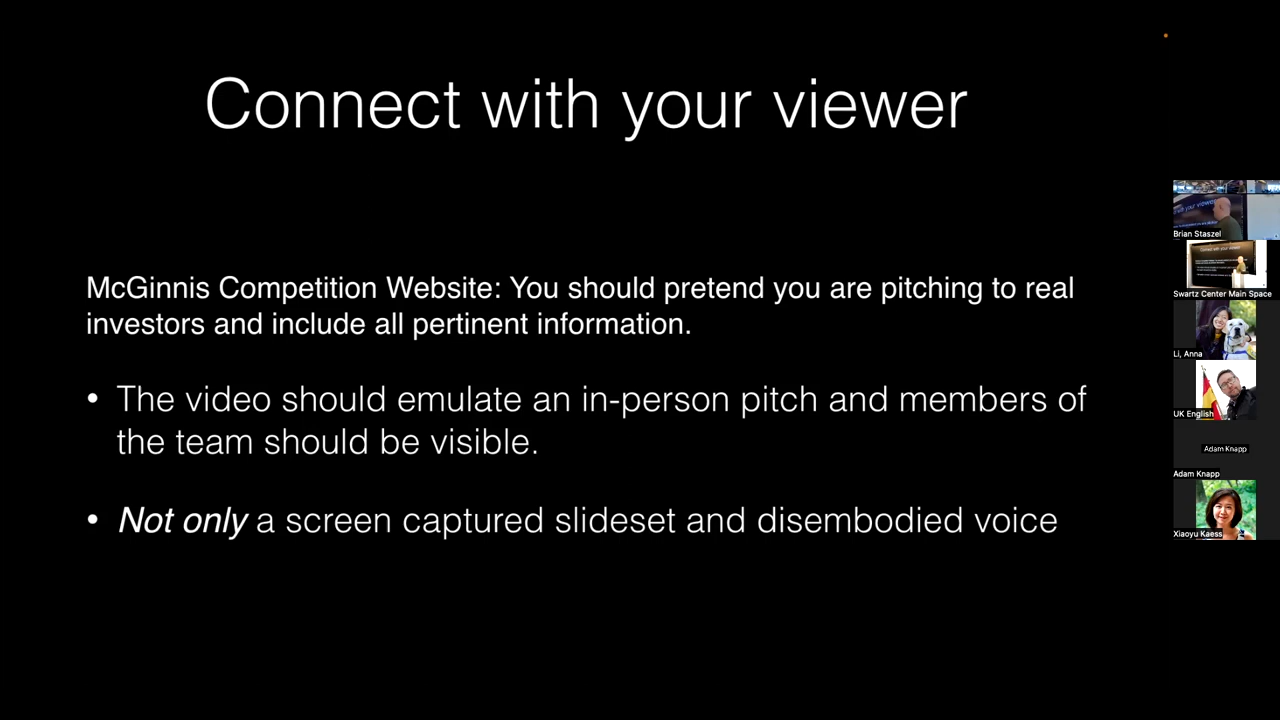 Connect with your viewer
McGinnis Competition Website: You should pretend you are pitching to real
investors and include all pertinent information.
• The video should emulate an in-person pitch and members of
the team should be visible.
• Not only a screen captured slideset and disembodied voice
Brian Staszel
Swartz Center Main Space
Li, Anna
UK English
Adam Knapp
Adam Knapp
Xiaoyu Kaess